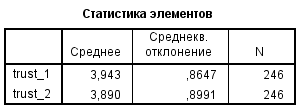 Статистика элементов
Среднее Среднекв. отклонение N
trust_1 3,943 ,8647 246
trust_2 3,890 ,8991 246